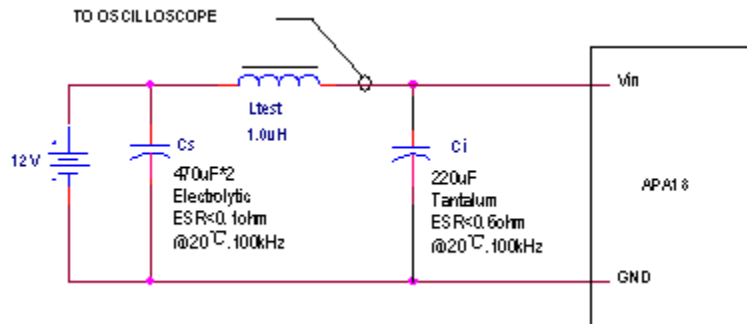 TO OSCILLOSCOPE
Vin
Ltest
1.0uH
12V
Cs
470uF*2
Electrolytic
ESR<0.1ohm
@20℃.100kHz
Ci
220uF
Tantalum
ESR<0.6ohm
@20℃.100kHz
APA18
GND